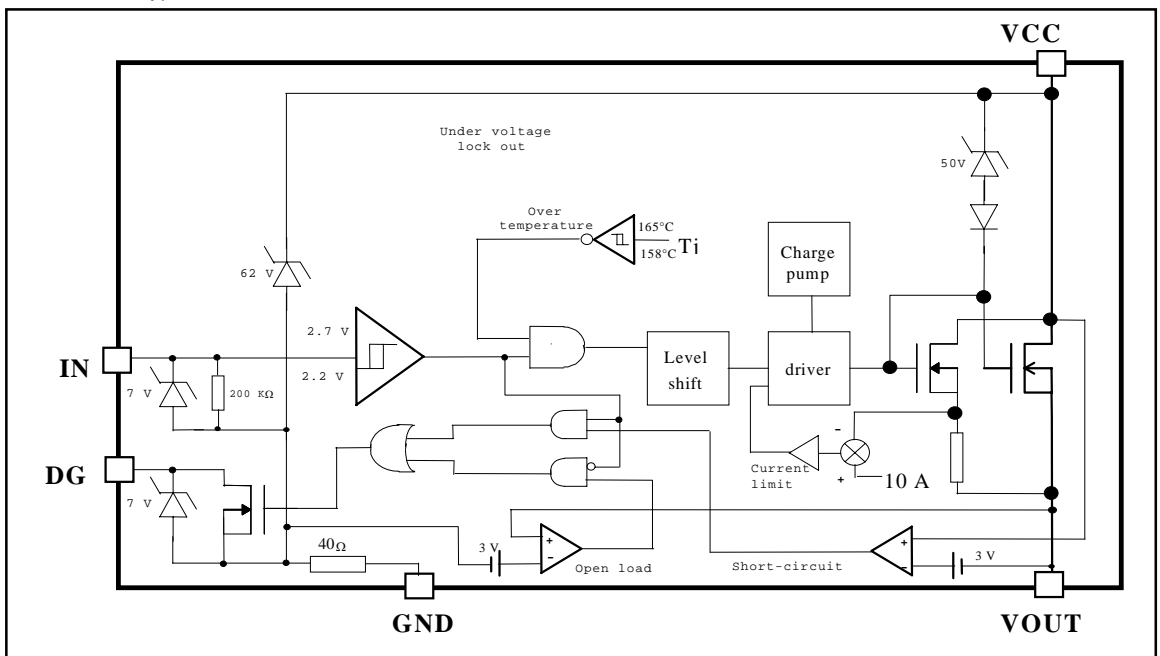 VCC
Under voltage
lock out
50V
Over
temperature
165°C
158°C
Tj
62 V
Charge
pump
2.7 V
2.2 V
IN
7 V
200 KΩ
Level
shift
driver
DG
7 V
-
+
10 A
Current
limit
40Ω
3 V
+
-
Open load
Short-circuit
+
-
3 V
GND
VOUT